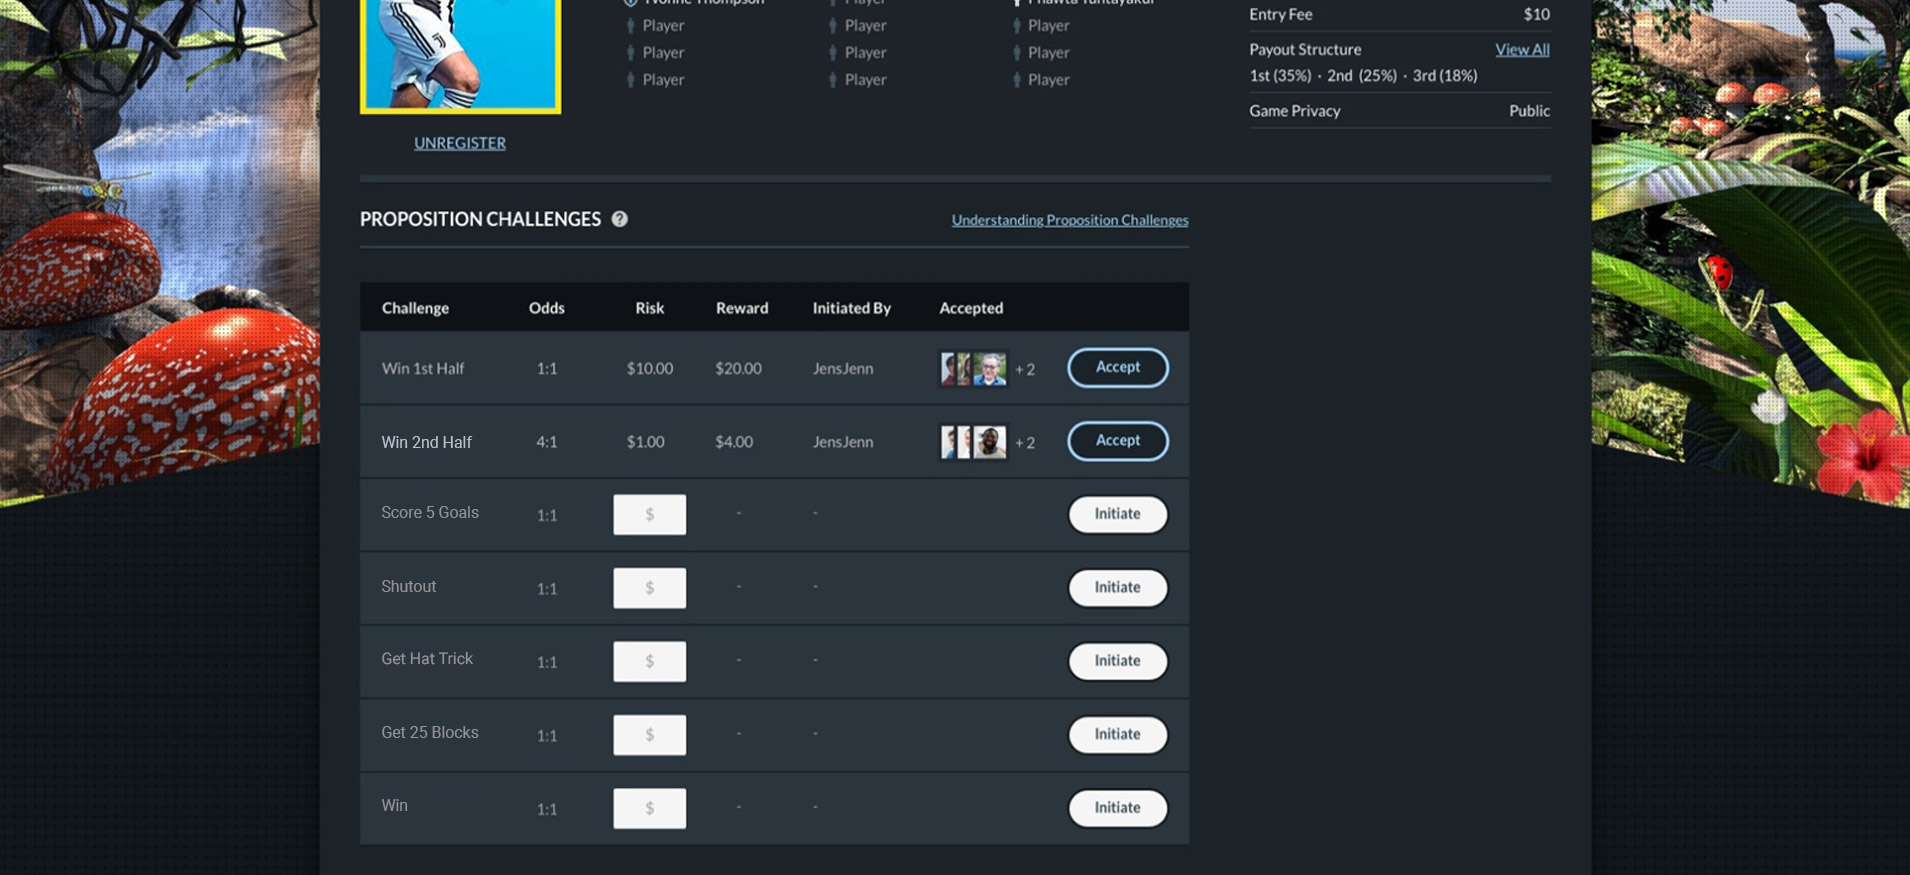 Yvonne Thompson Player
Player Player Player
Player Player Player
Player Player Player
UNREGISTER
Entry Fee $10
Payout Structure View All
1st (35%) · 2nd (25%) · 3rd (18%)
Game Privacy Public
PROPOSITION CHALLENGES ? Understanding Proposition Challenges
Challenge Odds Risk Reward Initiated By Accepted
Win 1st Half 1:1 $10.00 $20.00 JensJenn + 2 Accept
Win 2nd Half 4:1 $1.00 $4.00 JensJenn + 2 Accept
Score 5 Goals 1:1 $ - - Initiate
Shutout 1:1 $ - - Initiate
Get Hat Trick 1:1 $ - - Initiate
Get 25 Blocks 1:1 $ - - Initiate
Win 1:1 $ - - Initiate